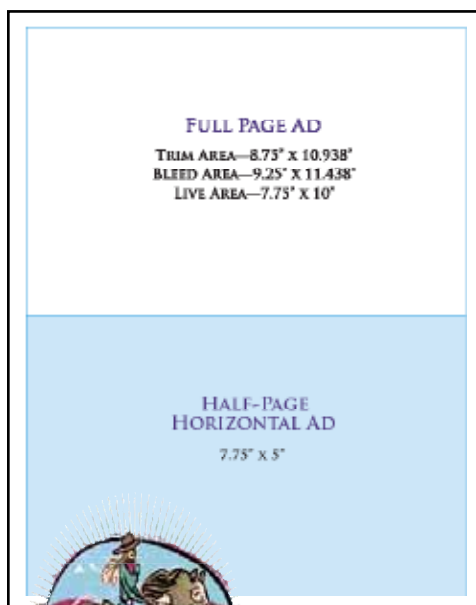 FULL PAGE AD
TRIM AREA—8.75" X 10.938"
BLEED AREA—9.25" X 11.438"
LIVE AREA—7.75" X 10"
HALF-PAGE
HORIZONTAL AD
7.75" X 5"